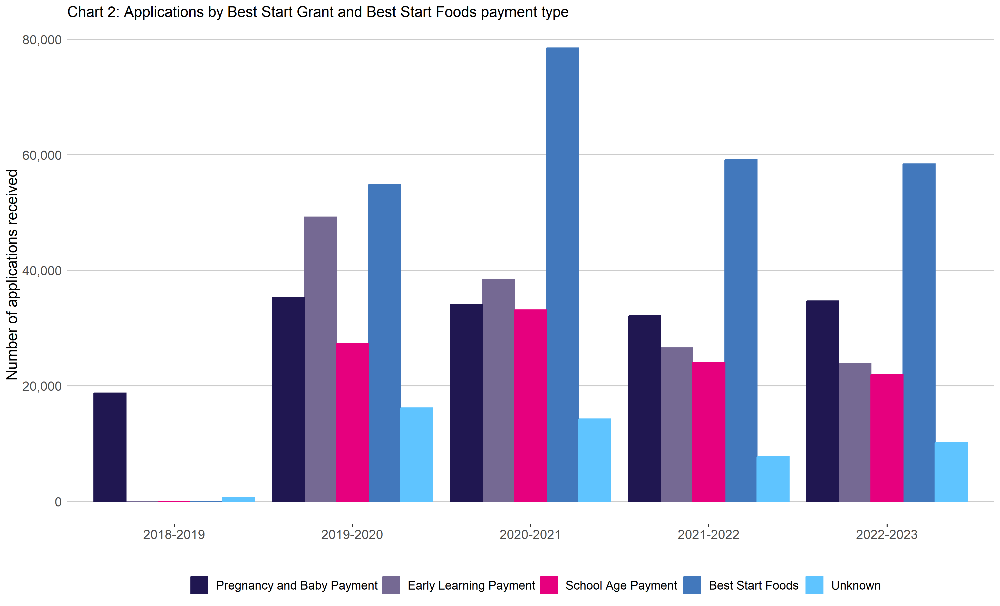 Chart 2: Applications by Best Start Grant and Best Start Foods payment type
Number of applications received
80,000
60,000
40,000
20,000
0
2018-2019 2019-2020 2020-2021 2021-2022 2022-2023
Pregnancy and Baby Payment Early Learning Payment School Age Payment Best Start Foods Unknown